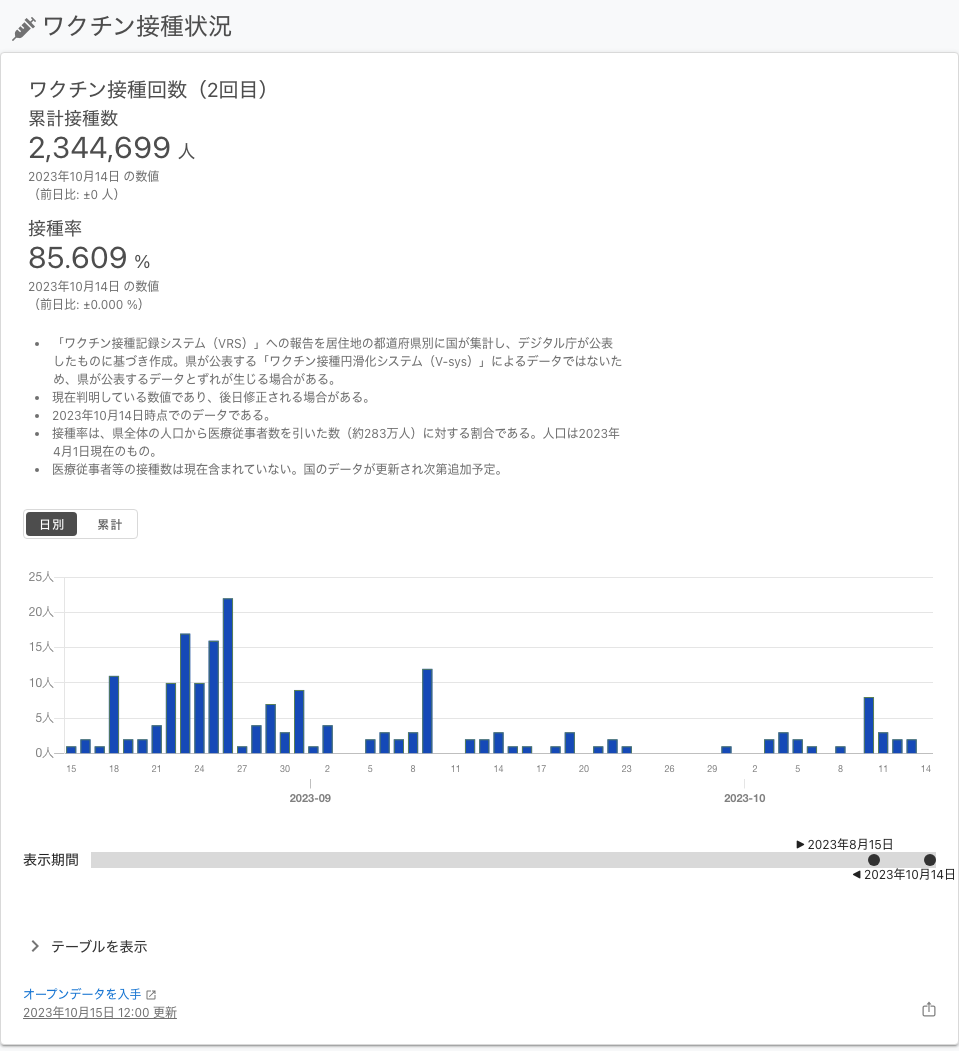 ワクチン接種状況
ワクチン接種回数（2回目）
累計接種数
2,344,699 人
2023年10月14日 の数値
（前日比: ±0 人）
接種率
85.609 %
2023年10月14日 の数値
（前日比: ±0.000 %）
• 「ワクチン接種記録システム（VRS）」への報告を居住地の都道府県別に国が集計し、デジタル庁が公表
したものに基づき作成。県が公表する「ワクチン接種円滑化システム（V-sys）」によるデータではないた
め、県が公表するデータとずれが生じる場合がある。
• 現在判明している数値であり、後日修正される場合がある。
• 2023年10月14日時点でのデータである。
• 接種率は、県全体の人口から医療従事者数を引いた数（約283万人）に対する割合である。人口は2023年
4月1日現在のもの。
• 医療従事者等の接種数は現在含まれていない。国のデータが更新され次第追加予定。
日別 累計
25人
20人
15人
10人
5人
0人
15 18 21 24 27 30 2 5 8 11 14 17 20 23 26 29 2 5 8 11 14
2023-09 2023-10
▶ 2023年8月15日
表示期間
◀ 2023年10月14日
テーブルを表示
オープンデータを入手
2023年10月15日 12:00 更新